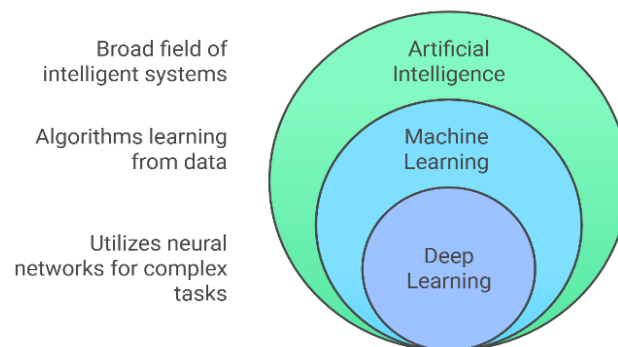 Broad field of
intelligent systems
Artificial
Intelligence
Algorithms learning
from data
Machine
Learning
Utilizes neural
networks for complex
tasks
Deep
Learning